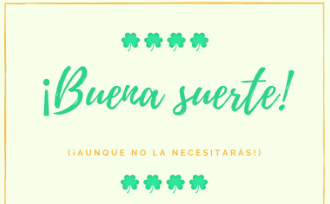 ¡Buena suerte!
(¡AUNQUE NO LA NECESITARÁS!)